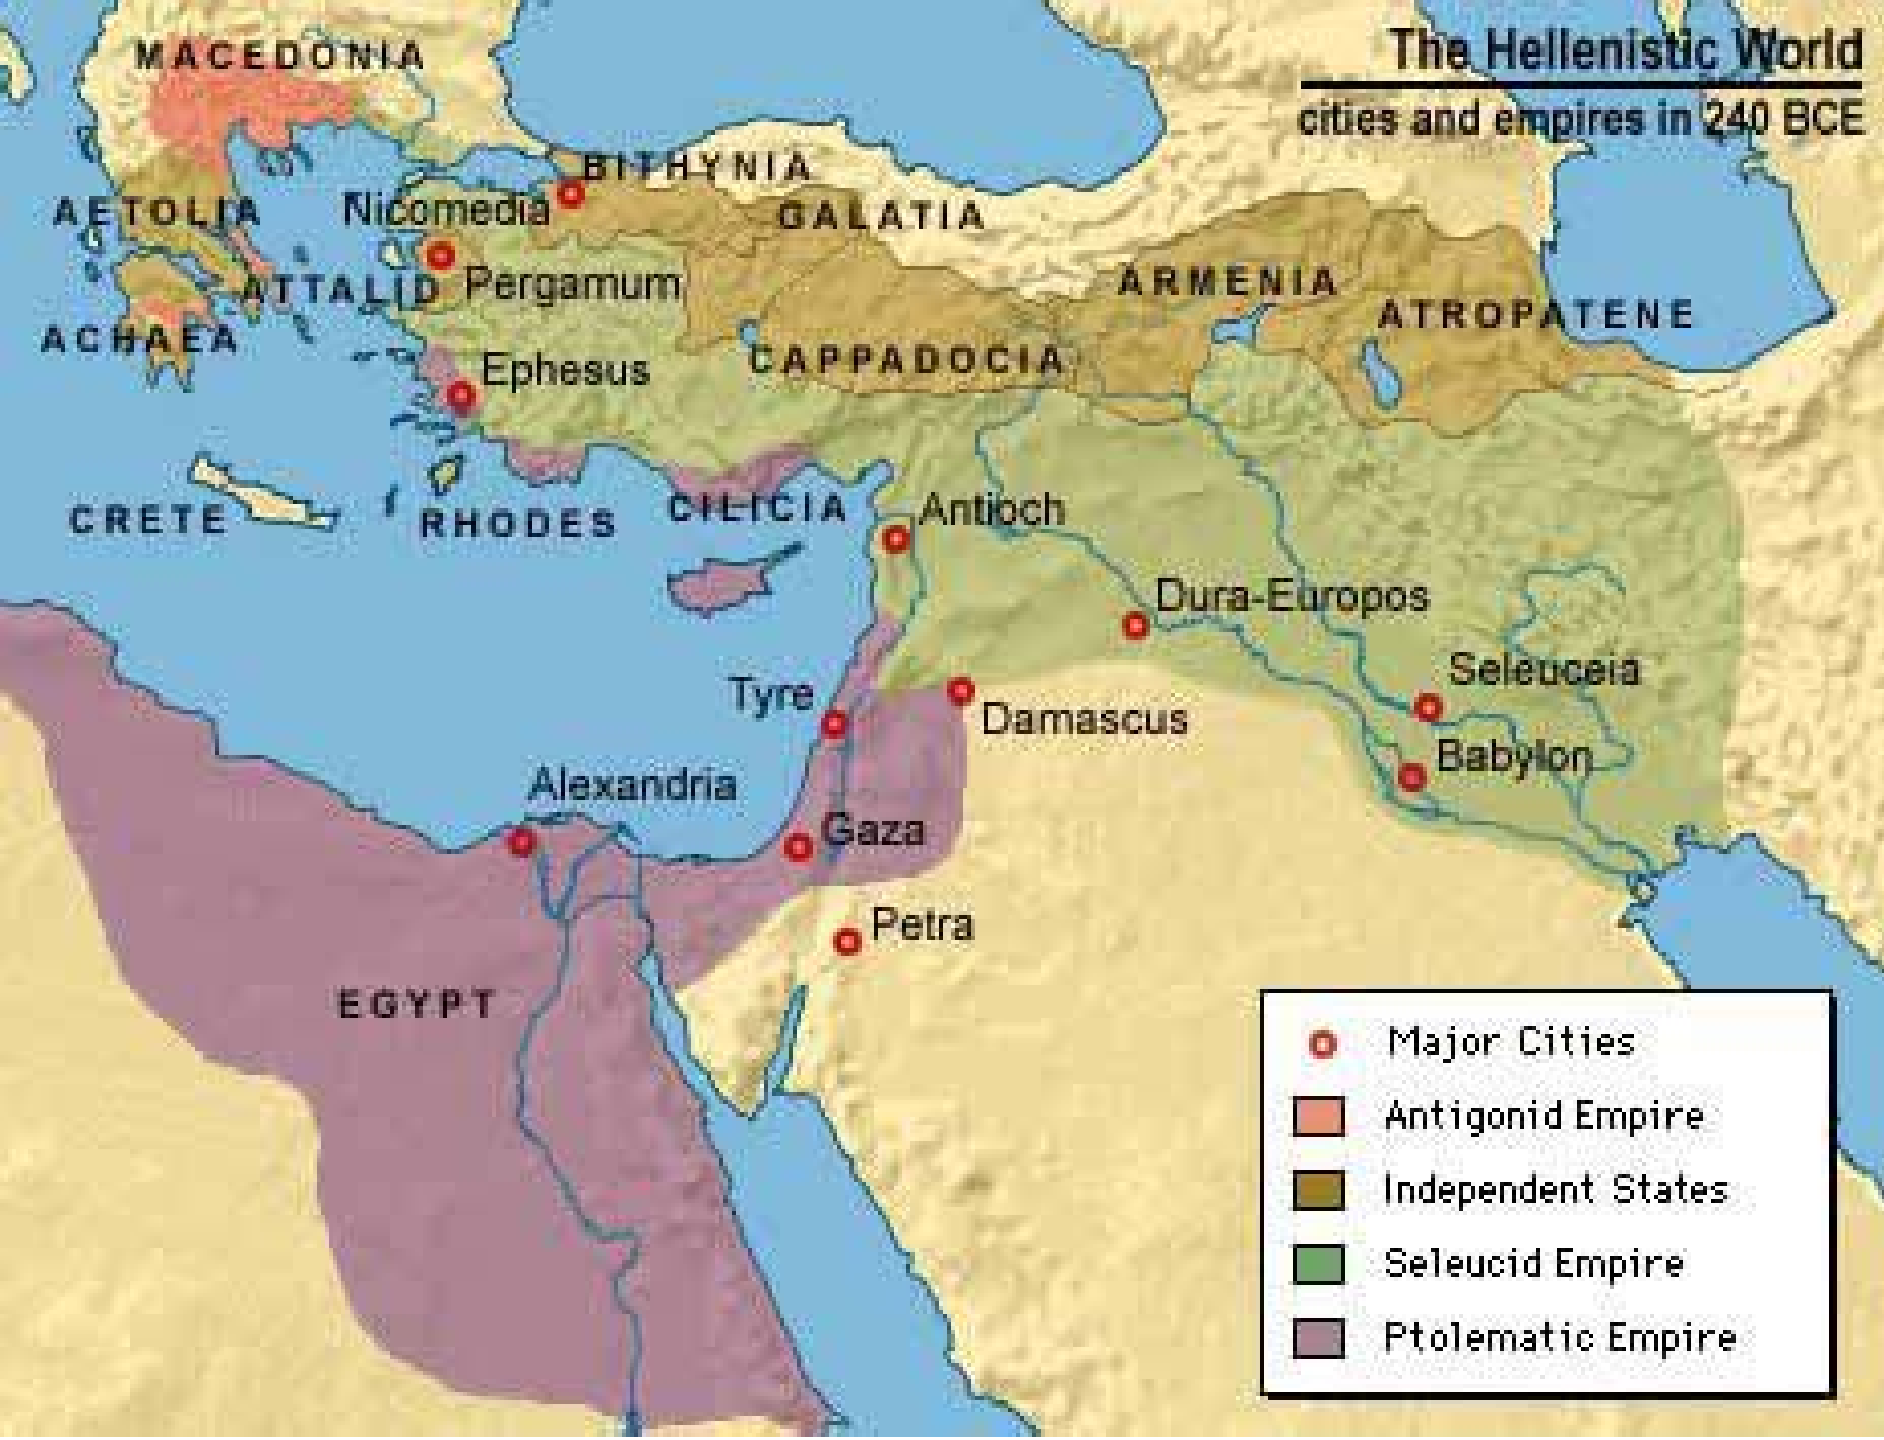 The Hellenistic World
cities and empires in 240 BCE
MACEDONIA
BITHYNIA
AETOLIA
Nicomedia
GALATIA
ATTALID
Pergamum
ARMENIA
ATROPATENE
ACHAEA
Ephesus
CAPPADOCIA
CRETE
RHODES
CILICIA
Antioch
Dura-Europos
Seleuceia
Tyre
Damascus
Babylon
Alexandria
Gaza
Petra
EGYPT
Major Cities
Antigonid Empire
Independent States
Seleucid Empire
Ptolematic Empire